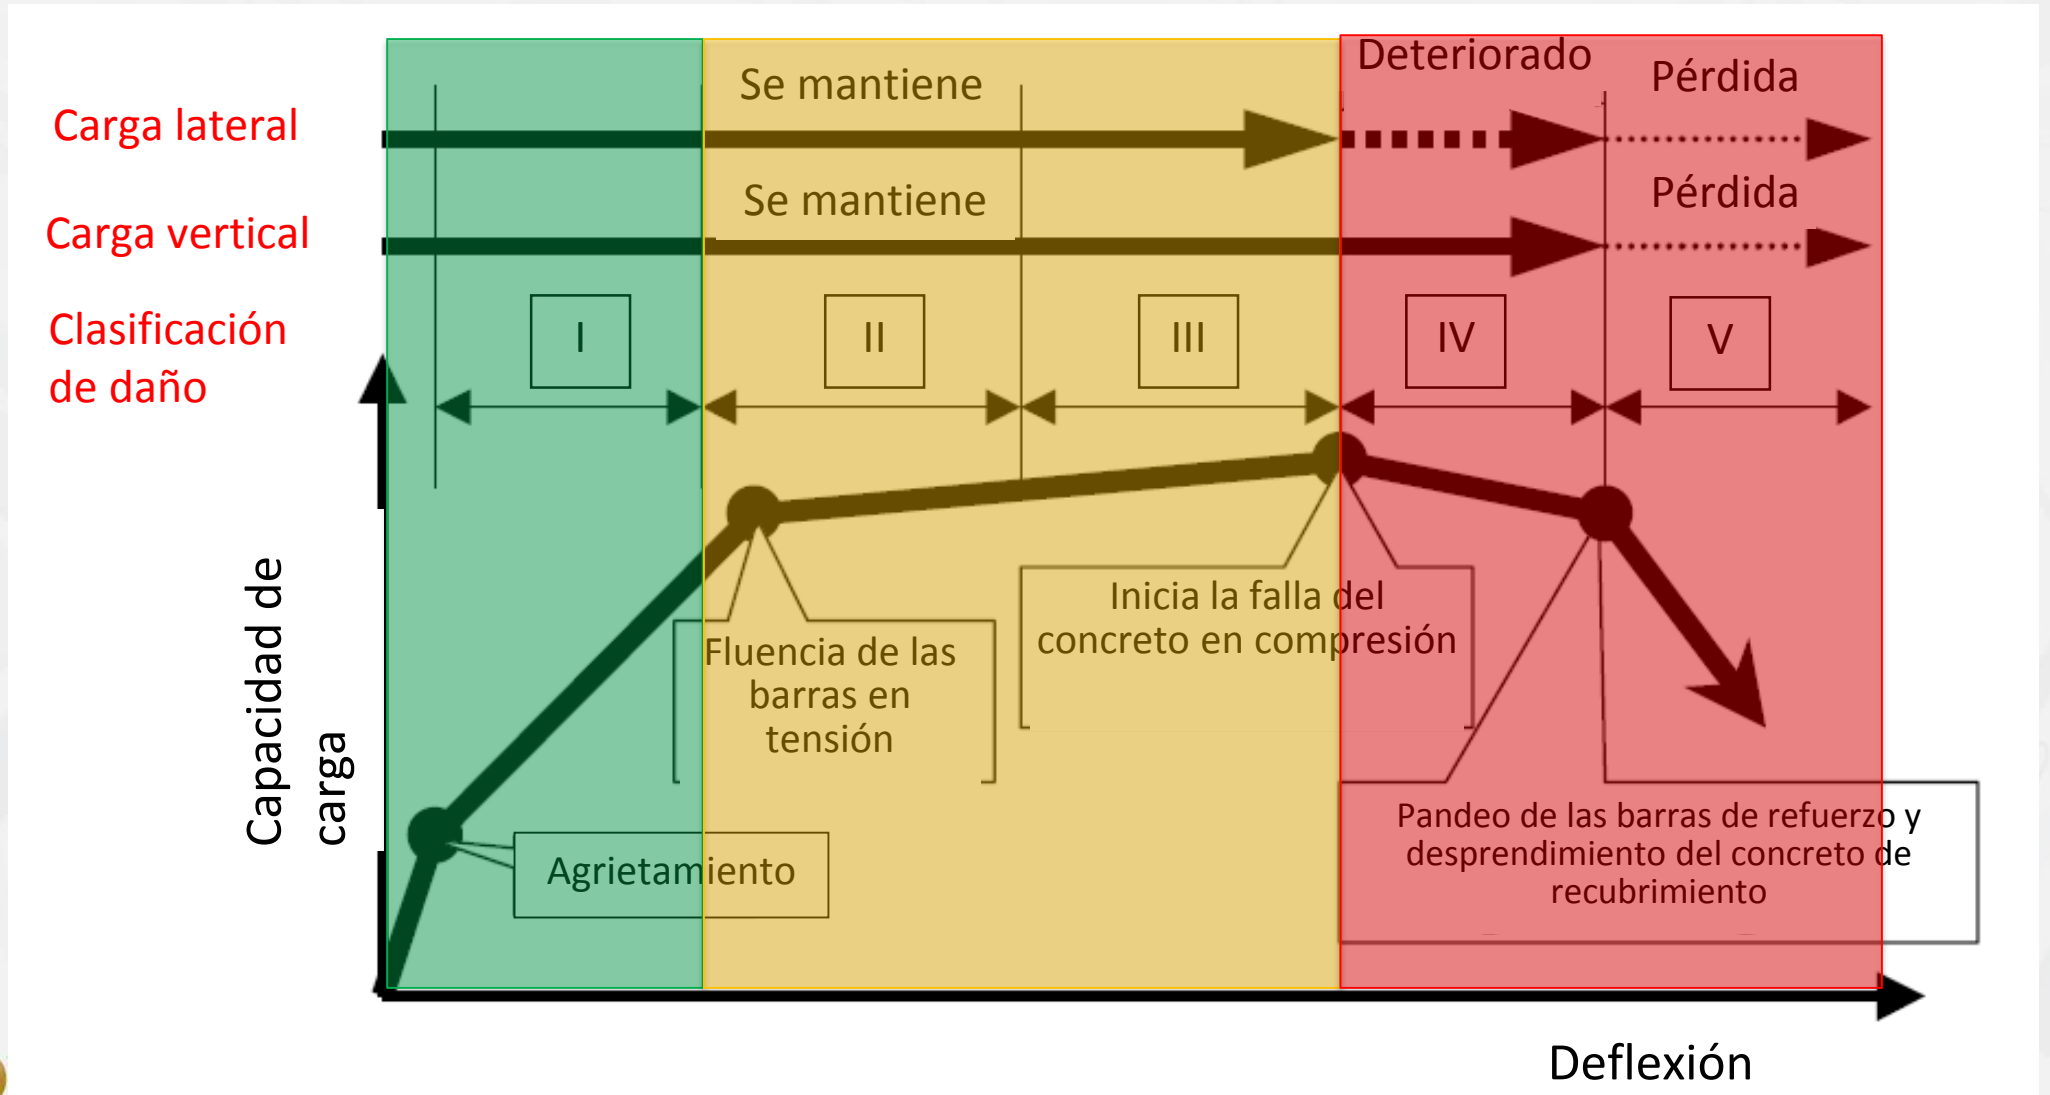 Deteriorado
Se mantiene
Pérdida
Carga lateral
Se mantiene
Pérdida
Carga vertical
Clasificación
de daño
I
II
III
IV
V
Capacidad de
carga
Inicia la falla del
concreto en compresión
Fluencia de las
barras en
tensión
Agrietamiento
Pandeo de las barras de refuerzo y
desprendimiento del concreto de
recubrimiento
Deflexión